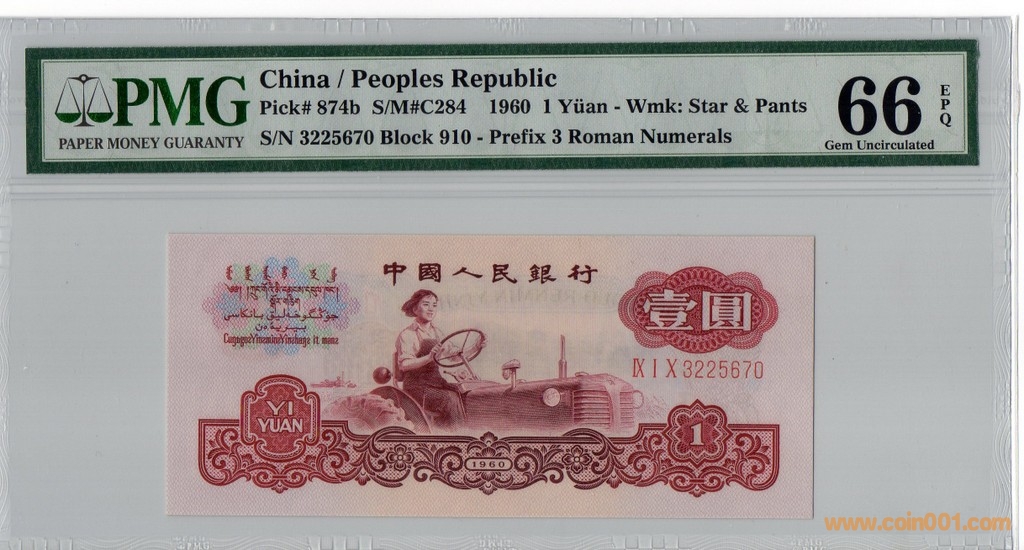 PMG
PAPER MONEY GUARANTY
China / Peoples Republic
Pick# 874b S/M#C284 1960 1 Yüan - Wmk: Star & Pants
S/N 3225670 Block 910 - Prefix 3 Roman Numerals
66
EPQ
Gem Uncirculated
中國人民銀行
壹圓
Ⅸ I X 3225670
YI
YUAN
1
1960
www.coin001.com